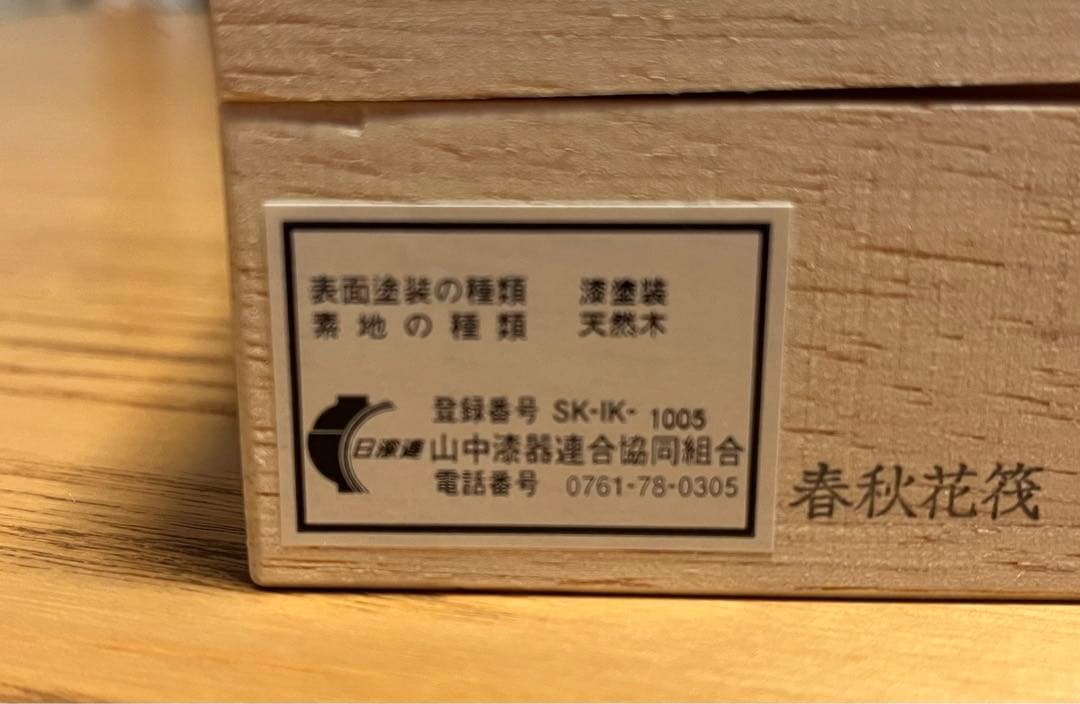 表面塗装の種類 漆塗装
素地の種類 天然木
登録番号 SK-IK- 1005
日漆連 山中漆器連合協同組合
電話番号 0761-78-0305
春秋花筏